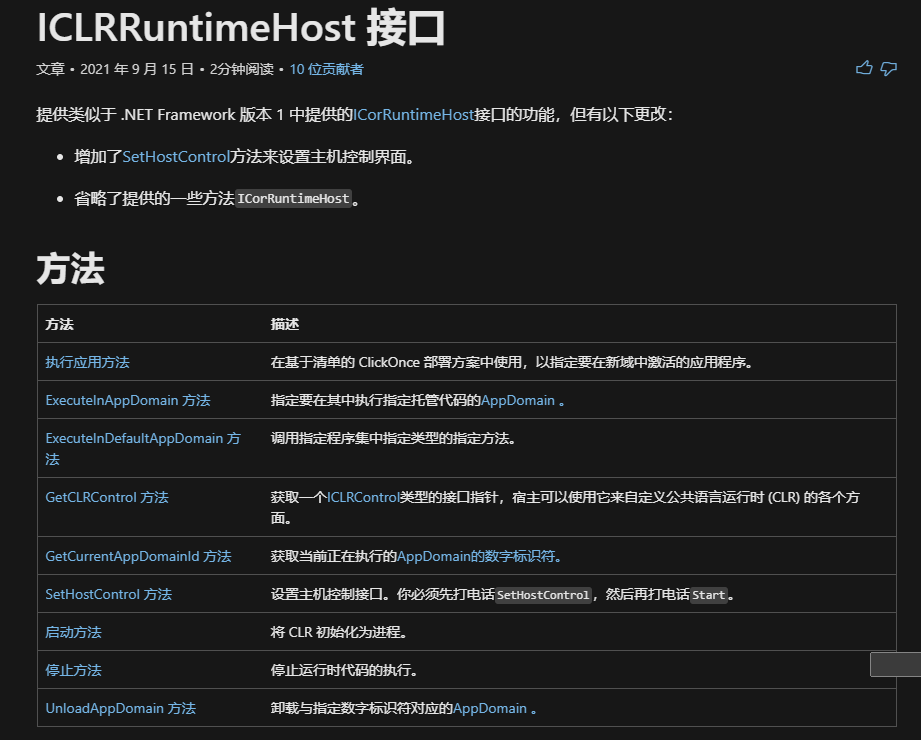 ICLRRuntimeHost 接口
文章 • 2021 年 9 月 15 日 • 2分钟阅读 • 10 位贡献者
提供类似于 .NET Framework 版本 1 中提供的ICorRuntimeHost接口的功能，但有以下更改：
• 增加了SetHostControl方法来设置主机控制界面。
• 省略了提供的一些方法ICorRuntimeHost。
方法
方法 描述
执行应用方法 在基于清单的 ClickOnce 部署方案中使用，以指定要在新域中激活的应用程序。
ExecuteInAppDomain 方法 指定要在其中执行指定托管代码的AppDomain 。
ExecuteInDefaultAppDomain 方 调用指定程序集中指定类型的指定方法。
法
GetCLRControl 方法 获取一个ICLRControl类型的接口指针，宿主可以使用它来自定义公共语言运行时 (CLR) 的各个方
面。
GetCurrentAppDomainId 方法 获取当前正在执行的AppDomain的数字标识符。
SetHostControl 方法 设置主机控制接口。你必须先打电话SetHostControl，然后再打电话Start。
启动方法 将 CLR 初始化为进程。
停止方法 停止运行时代码的执行。
UnloadAppDomain 方法 卸载与指定数字标识符对应的AppDomain 。